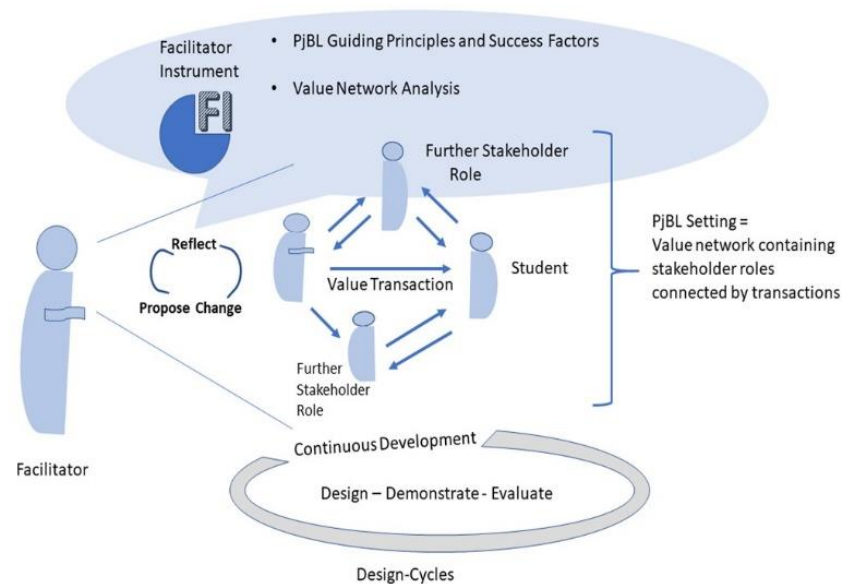 Facilitator
Instrument
FI
• PjBL Guiding Principles and Success Factors
• Value Network Analysis
Further Stakeholder
Role
Reflect
Propose Change
Value Transaction
Student
PjBL Setting =
Value network containing
stakeholder roles
connected by transactions
Further
Stakeholder
Role
Facilitator
Continuous Development
Design – Demonstrate - Evaluate
Design-Cycles